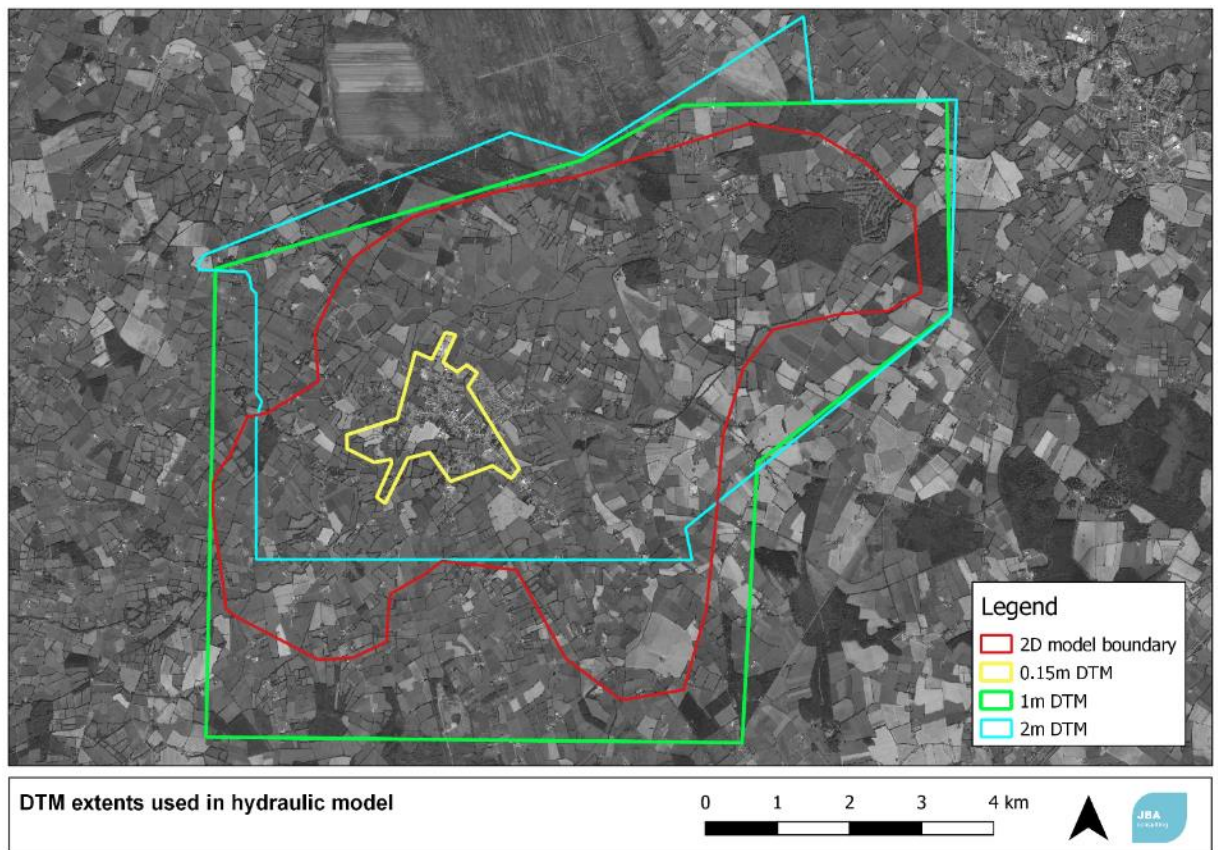 Legend
2D model boundary
0.15m DTM
1m DTM
2m DTM
DTM extents used in hydraulic model
0 1 2 3 4 km
JBA
consulting